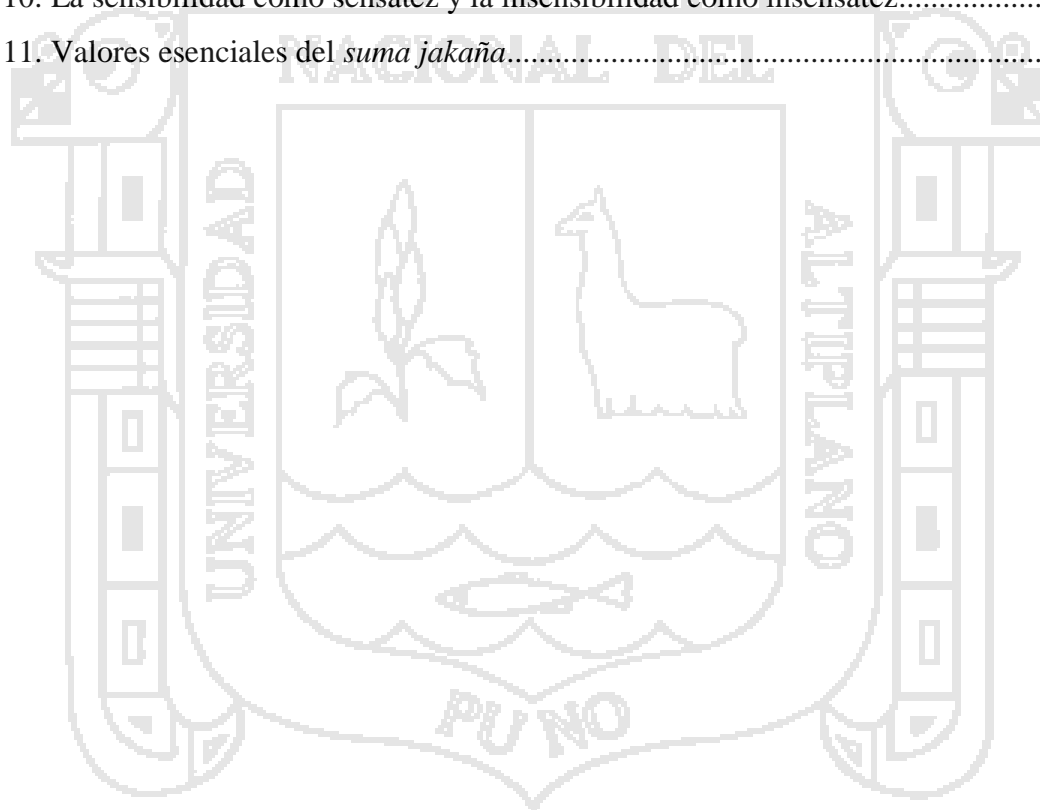 10. La sensibilidad como sensatez y la insensibilidad como insensatez..................
11. Valores esenciales del suma jakaña......................................................................
NACIONAL DEL
UNIVERSIDAD
ALTIPLANO
PUNO